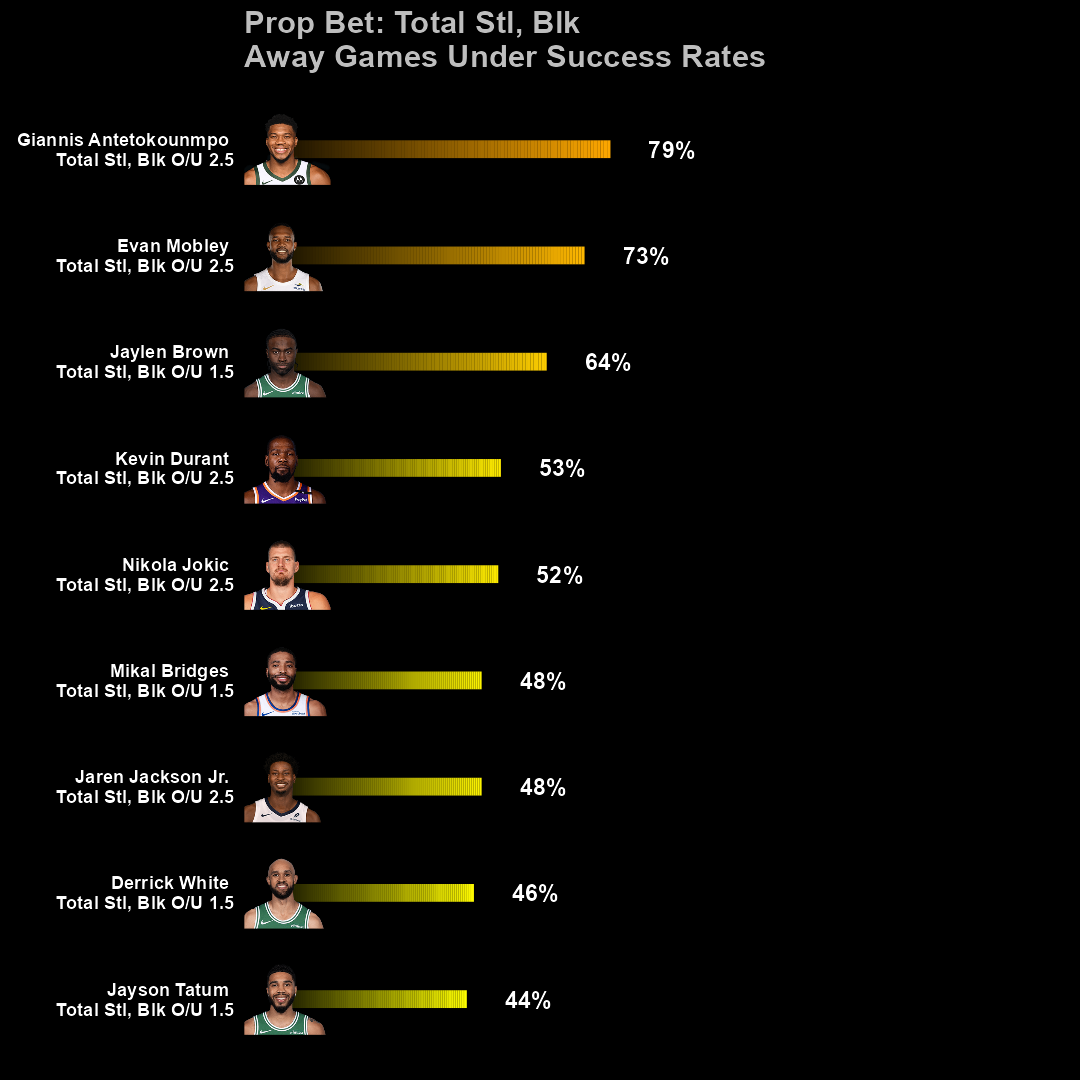 Prop Bet: Total Stl, Blk
Away Games Under Success Rates
Giannis Antetokounmpo
Total Stl, Blk O/U 2.5
79%
Evan Mobley
Total Stl, Blk O/U 2.5
73%
Jaylen Brown
Total Stl, Blk O/U 1.5
64%
Kevin Durant
Total Stl, Blk O/U 2.5
53%
Nikola Jokic
Total Stl, Blk O/U 2.5
52%
Mikal Bridges
Total Stl, Blk O/U 1.5
48%
Jaren Jackson Jr.
Total Stl, Blk O/U 2.5
48%
Derrick White
Total Stl, Blk O/U 1.5
46%
Jayson Tatum
Total Stl, Blk O/U 1.5
44%